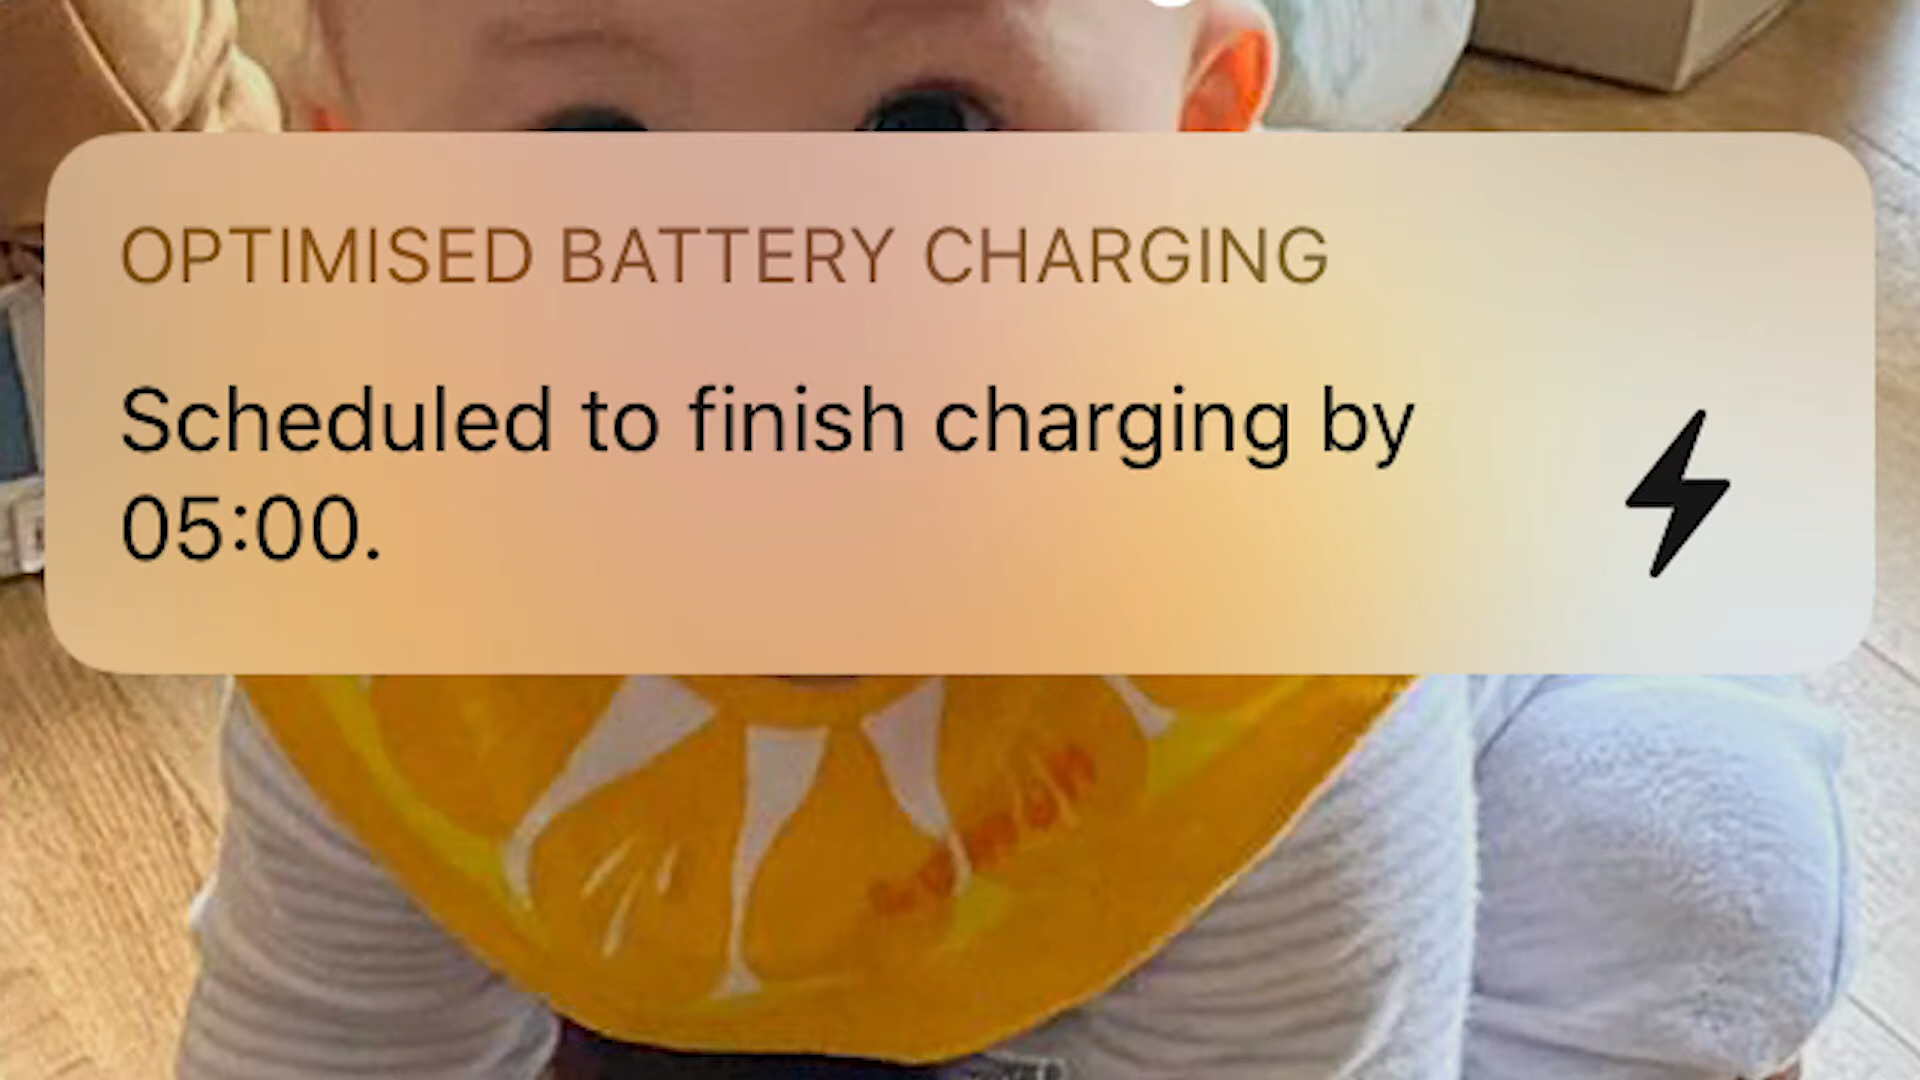 OPTIMISED BATTERY CHARGING
Scheduled to finish charging by
05:00.